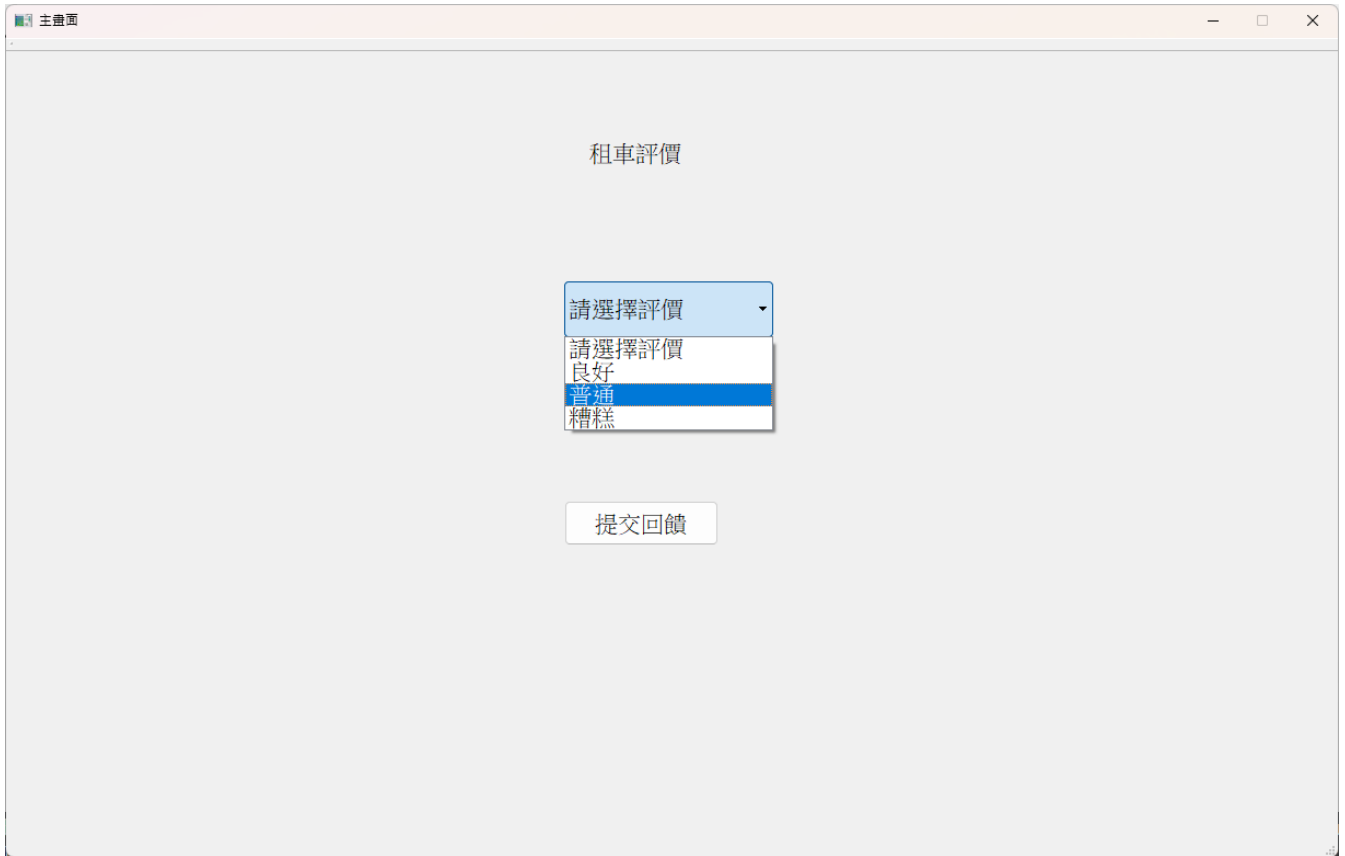 主畫面
租車評價
請選擇評價
請選擇評價
良好
普通
糟糕
提交回饋